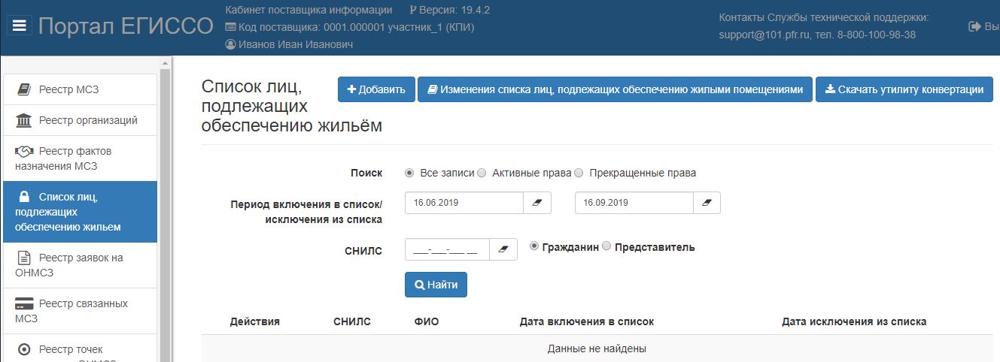 Портал ЕГИССО
Кабинет поставщика информации Версия: 19.4.2
Код поставщика: 0001.000001 участник_1 (КПИ)
Иванов Иван Иванович
Контакты Службы технической поддержки:
support@101.pfr.ru, тел. 8-800-100-98-38
Вы
Реестр МСЗ
Реестр организаций
Реестр фактов
назначения МСЗ
Список лиц,
подлежащих
обеспечению жильем
Реестр заявок на
ОНМСЗ
Реестр связанных
МСЗ
Реестр точек
Список лиц,
подлежащих
обеспечению жильём
Добавить
Изменения списка лиц, подлежащих обеспечению жилыми помещениями
Скачать утилиту конвертации
Поиск Все записи Активные права Прекращенные права
Период включения в список/
исключения из списка
16.06.2019 16.09.2019
СНИЛС ___-___-___ __ Гражданин Представитель
Найти
Действия СНИЛС ФИО Дата включения в список Дата исключения из списка
Данные не найдены